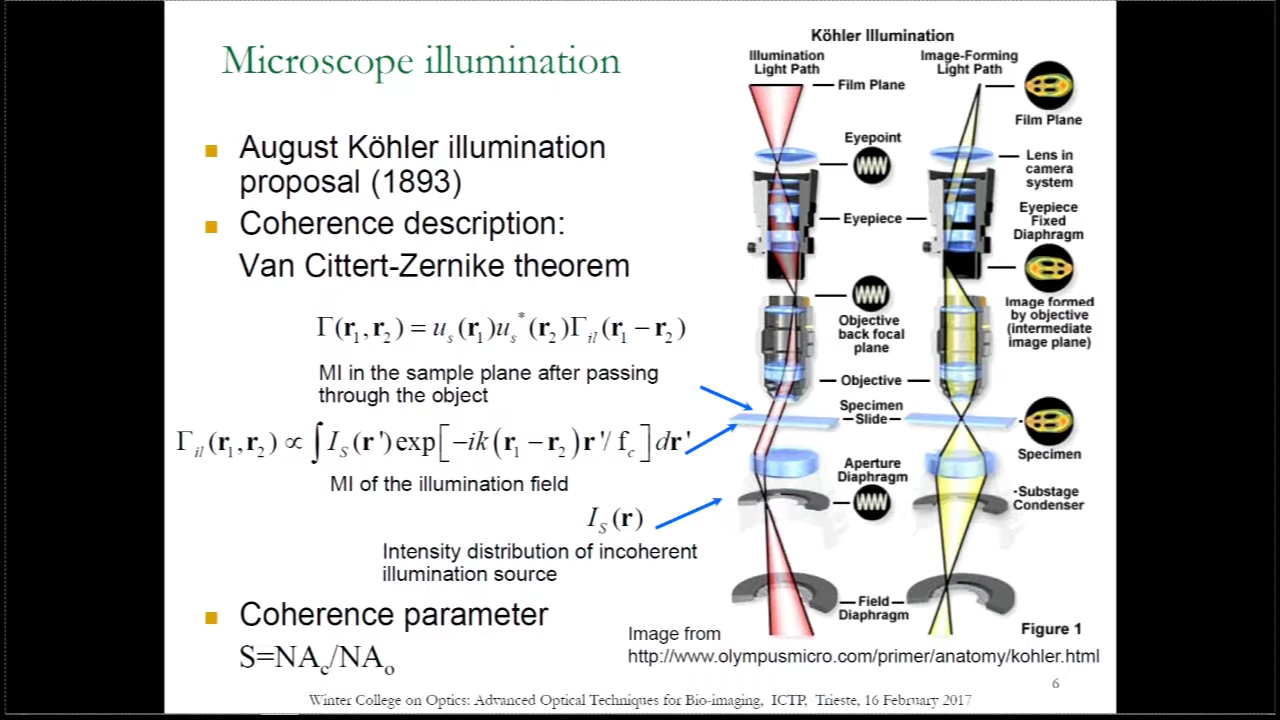 Microscope illumination
August Köhler illumination
proposal (1893)
Coherence description:
Van Cittert-Zernike theorem
Γ(r₁,r₂) = uₛ(r₁)uₛ*(r₂)Γᵢₗ(r₁ − r₂)
MI in the sample plane after passing
through the object
Γᵢₗ(r₁,r₂) ∝ ∫ I_S(r')exp[−ik(r₁ − r₂)r'/f_c]dr'
MI of the illumination field
I_S(r)
Intensity distribution of incoherent
illumination source
Coherence parameter
S=NA_c/NA_o
Köhler Illumination
Illumination
Light Path
Image-Forming
Light Path
Film Plane
Film Plane
Eyepoint
Lens in
camera
system
Eyepiece
Eyepiece
Fixed
Diaphragm
Image formed
by objective
(intermediate
image plane)
Objective
back focal
plane
Objective
Specimen
Slide
Specimen
Aperture
Diaphragm
Substage
Condenser
Field
Diaphragm
Figure 1
Image from
http://www.olympusmicro.com/primer/anatomy/kohler.html
6
Winter College on Optics: Advanced Optical Techniques for Bio-imaging, ICTP, Trieste, 16 February 2017